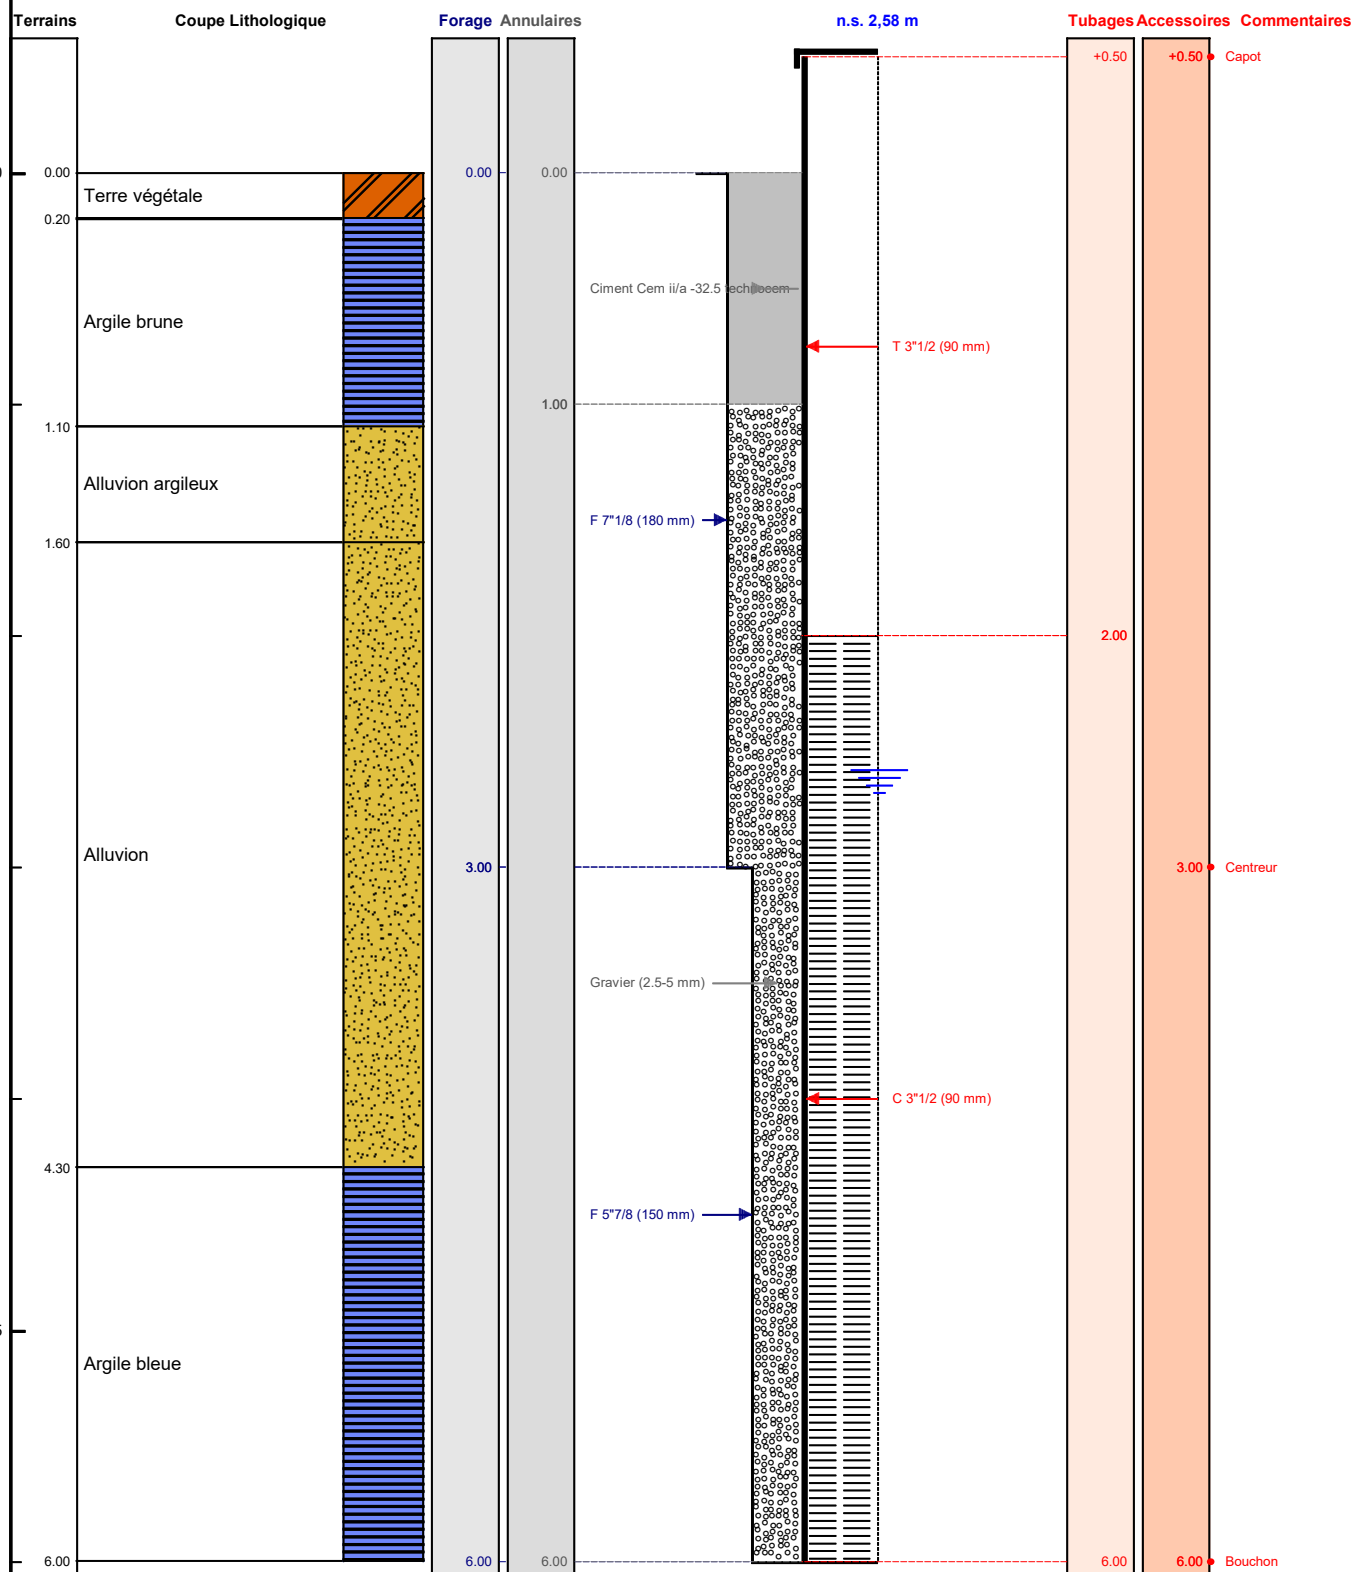 Terrains Coupe Lithologique Forage Annulaires n.s. 2,58 m Tubages Accessoires Commentaires
+0.50 +0.50 Capot
0.00 0.00 0.00
Terre végétale
0.20
Ciment Cem ii/a -32.5
Argile brune
T 3"1/2 (90 mm)
1.00
1.10
Alluvion argileux
F 7"1/8 (180 mm)
1.60
2.00
Alluvion
3.00 3.00 Centreur
Gravier (2.5-5 mm)
C 3"1/2 (90 mm)
4.30
F 5"7/8 (150 mm)
Argile bleue
6.00 6.00 6.00 6.00 6.00 Bouchon